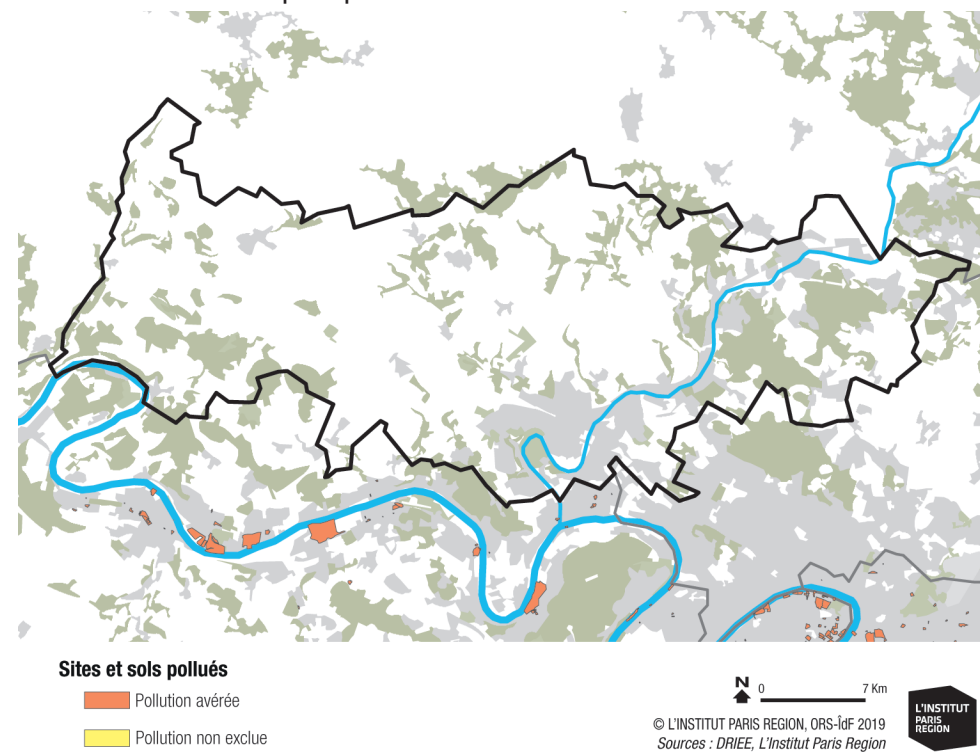 Sites et sols pollués
Pollution avérée
Pollution non exclue
N
0 7 Km
© L'INSTITUT PARIS REGION, ORS-ÎdF 2019
Sources : DRIEE, L'Institut Paris Region
L'INSTITUT
PARIS
REGION